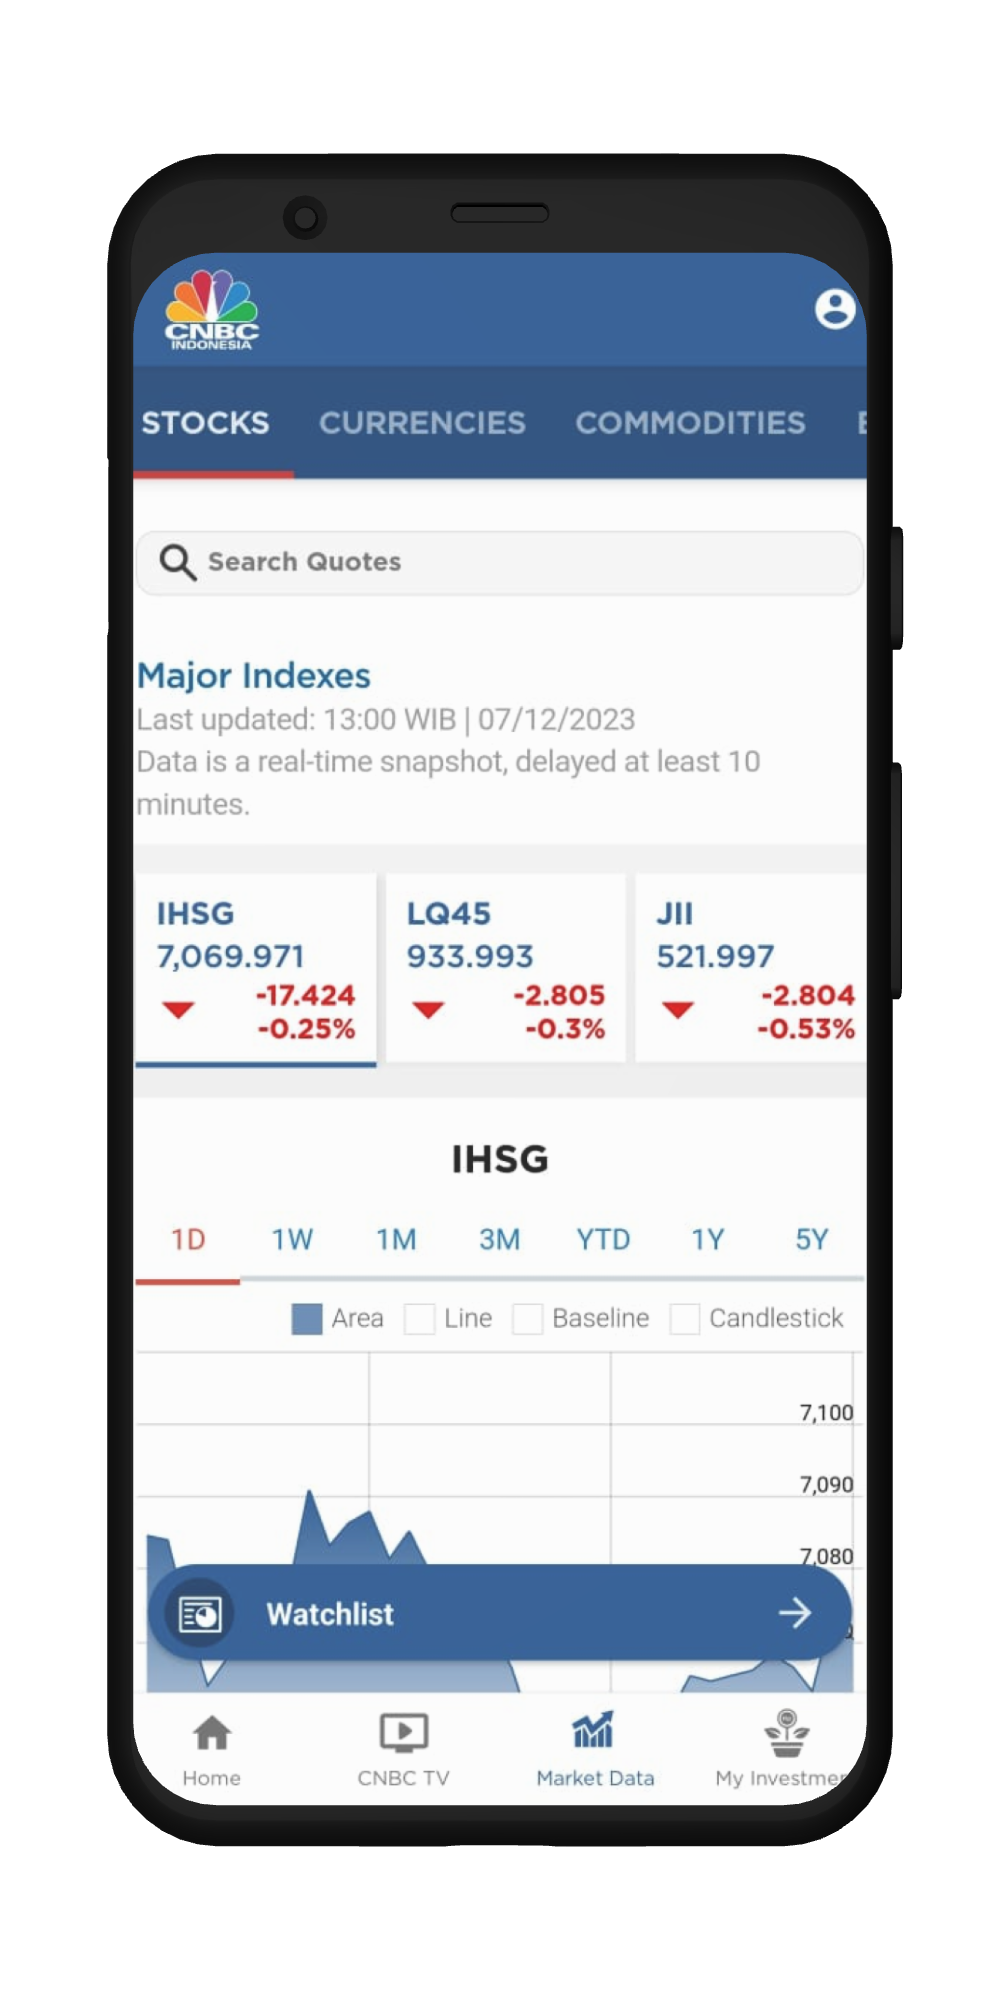 CNBC
INDONESIA
STOCKS CURRENCIES COMMODITIES
Search Quotes
Major Indexes
Last updated: 13:00 WIB | 07/12/2023
Data is a real-time snapshot, delayed at least 10
minutes.
IHSG
7,069.971
-17.424
-0.25%
LQ45
933.993
-2.805
-0.3%
JII
521.997
-2.804
-0.53%
IHSG
1D 1W 1M 3M YTD 1Y 5Y
Area Line Baseline Candlestick
7,100
7,090
7,080
Watchlist
Home CNBC TV Market Data My Investmen